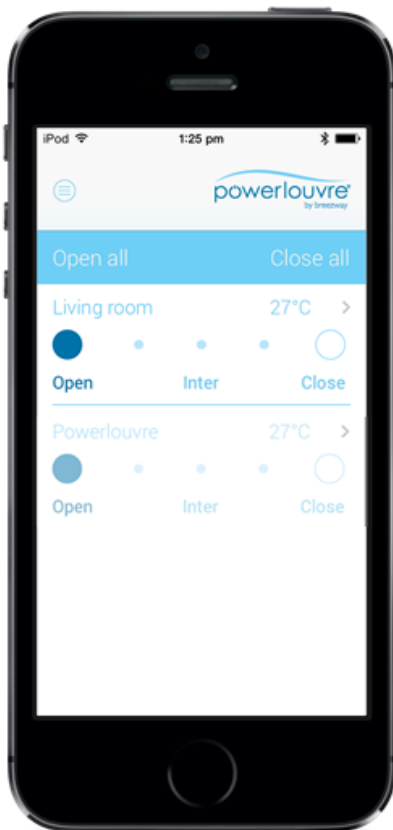 iPod 1:25 pm
powerlouvre®
by breezway
Open all Close all
Living room 27°C >
Open Inter Close
Powerlouvre 27°C >
Open Inter Close